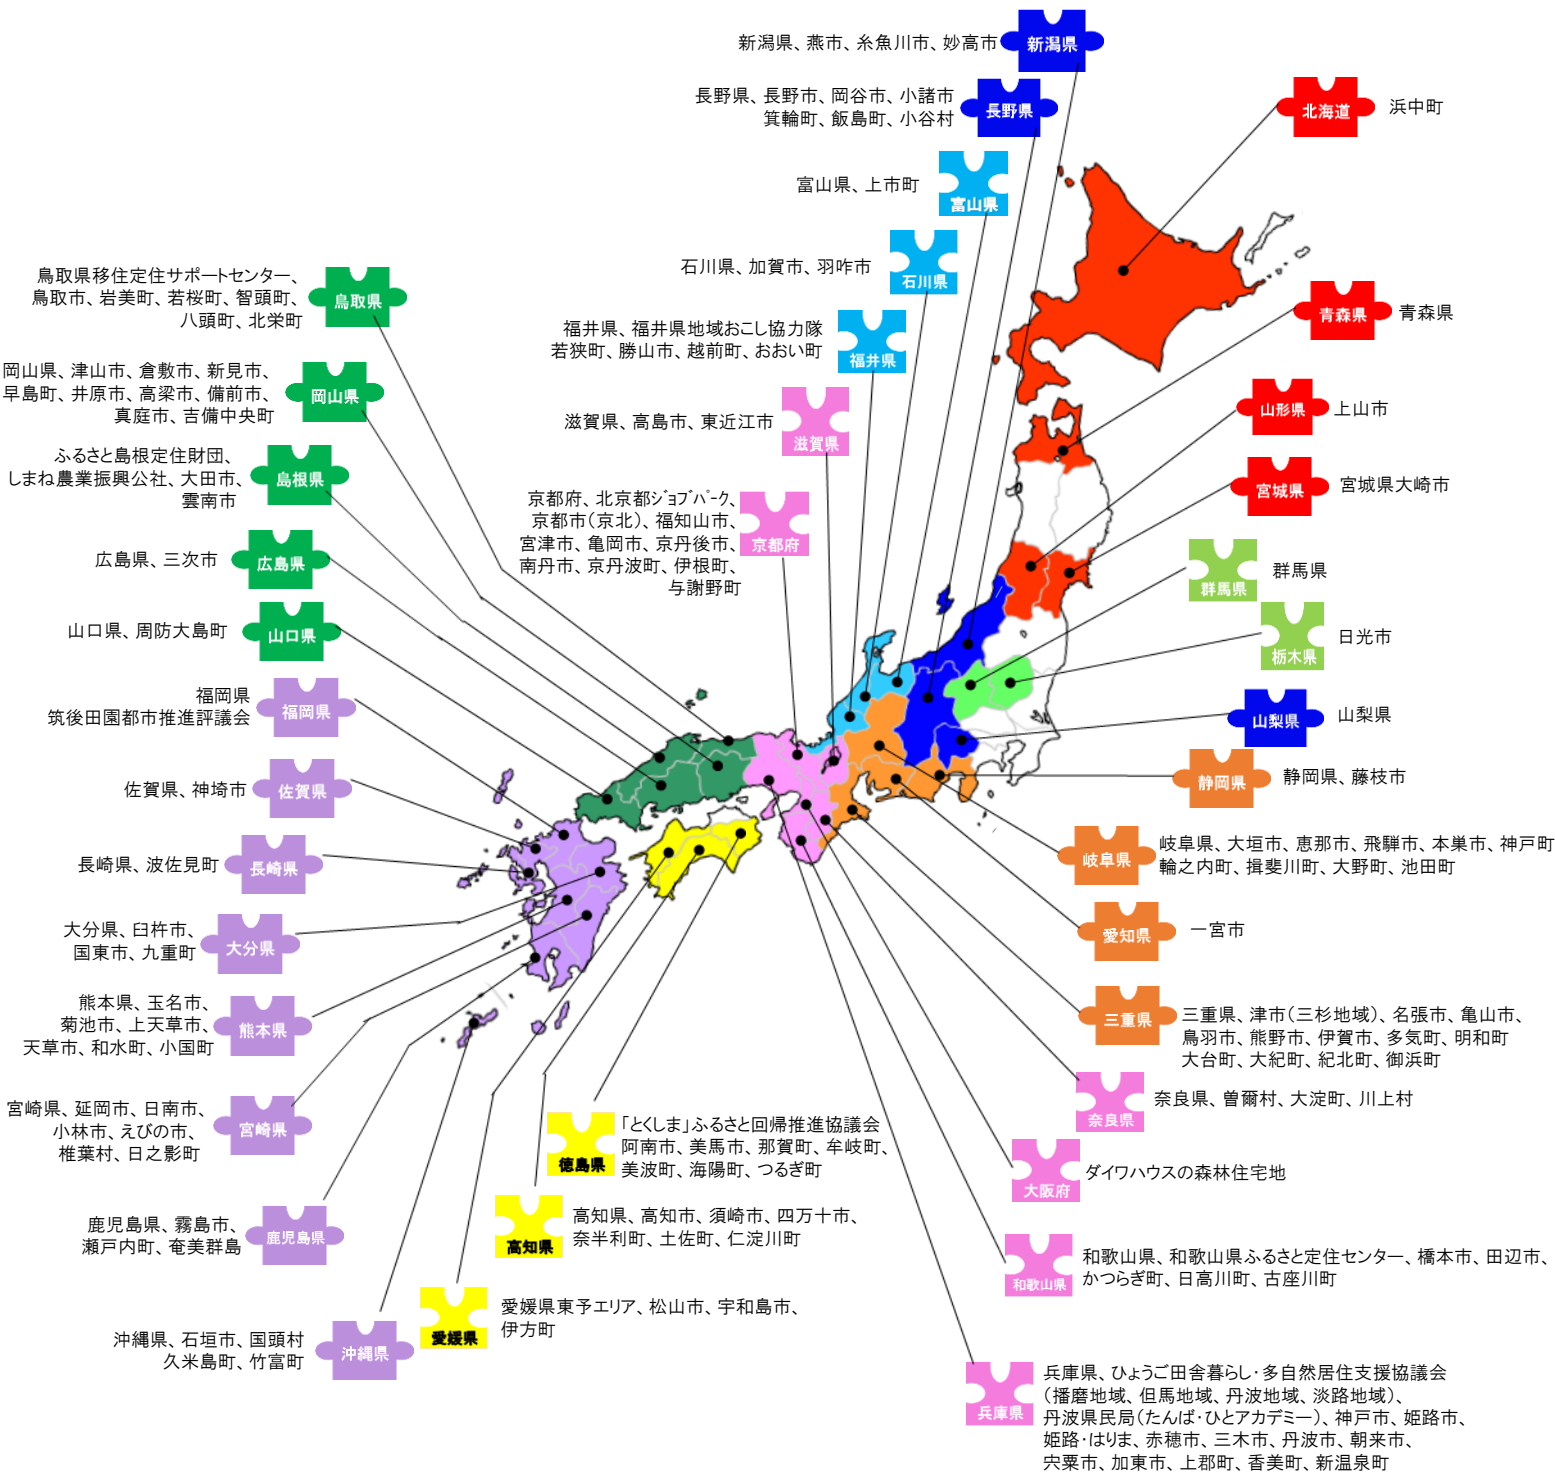 新潟県、燕市、糸魚川市、妙高市
新潟県
長野県、長野市、岡谷市、小諸市
箕輪町、飯島町、小谷村
長野県
北海道
浜中町
富山県、上市町
富山県
石川県、加賀市、羽咋市
石川県
鳥取県移住定住サポートセンター、
鳥取市、岩美町、若桜町、智頭町、
八頭町、北栄町
鳥取県
福井県、福井県地域おこし協力隊
若狭町、勝山市、越前町、おおい町
福井県
青森県
青森県
岡山県、津山市、倉敷市、新見市、
早島町、井原市、高梁市、備前市、
真庭市、吉備中央町
岡山県
滋賀県、高島市、東近江市
滋賀県
山形県
上山市
ふるさと島根定住財団、
しまね農業振興公社、大田市、
雲南市
島根県
宮城県
宮城県大崎市
京都府、北京都ｼﾞｮﾌﾞﾊﾟｰｸ、
京都市（京北）、福知山市、
宮津市、亀岡市、京丹後市、
南丹市、京丹波町、伊根町、
与謝野町
京都府
広島県、三次市
広島県
群馬県
群馬県
山口県、周防大島町
山口県
栃木県
日光市
福岡県
筑後田園都市推進評議会
福岡県
山梨県
山梨県
佐賀県、神埼市
佐賀県
静岡県
静岡県、藤枝市
長崎県、波佐見町
長崎県
岐阜県
岐阜県、大垣市、恵那市、飛騨市、本巣市、神戸町
輪之内町、揖斐川町、大野町、池田町
大分県、臼杵市、
国東市、九重町
大分県
愛知県
一宮市
熊本県、玉名市、
菊池市、上天草市、
天草市、和水町、小国町
熊本県
三重県
三重県、津市（三杉地域）、名張市、亀山市、
鳥羽市、熊野市、伊賀市、多気町、明和町
大台町、大紀町、紀北町、御浜町
宮崎県、延岡市、日南市、
小林市、えびの市、
椎葉村、日之影町
宮崎県
奈良県
奈良県、曽爾村、大淀町、川上村
徳島県
「とくしま」ふるさと回帰推進協議会
阿南市、美馬市、那賀町、牟岐町、
美波町、海陽町、つるぎ町
大阪府
ダイワハウスの森林住宅地
鹿児島県、霧島市、
瀬戸内町、奄美群島
鹿児島県
高知県
高知県、高知市、須崎市、四万十市、
奈半利町、土佐町、仁淀川町
和歌山県
和歌山県、和歌山県ふるさと定住センター、橋本市、田辺市、
かつらぎ町、日高川町、古座川町
愛媛県
愛媛県東予エリア、松山市、宇和島市、
伊方町
沖縄県、石垣市、国頭村
久米島町、竹富町
沖縄県
兵庫県
兵庫県、ひょうご田舎暮らし・多自然居住支援協議会
（播磨地域、但馬地域、丹波地域、淡路地域）、
丹波県民局（たんば・ひとアカデミー）、神戸市、姫路市、
姫路・はりま、赤穂市、三木市、丹波市、朝来市、
宍粟市、加東市、上郡町、香美町、新温泉町